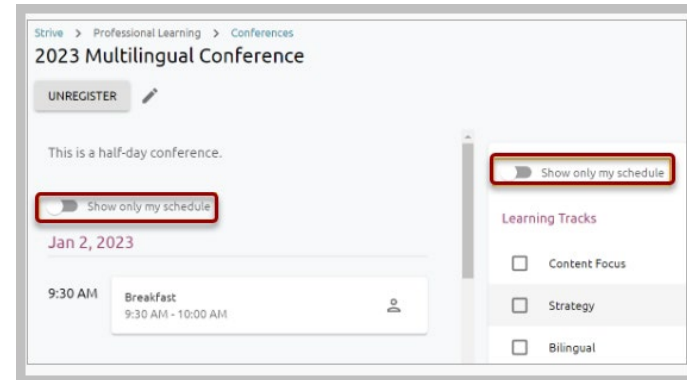 Strive > Professional Learning > Conferences
2023 Multilingual Conference
UNREGISTER
This is a half-day conference.
Show only my schedule
Jan 2, 2023
9:30 AM
Breakfast
9:30 AM - 10:00 AM
Show only my schedule
Learning Tracks
Content Focus
Strategy
Bilingual